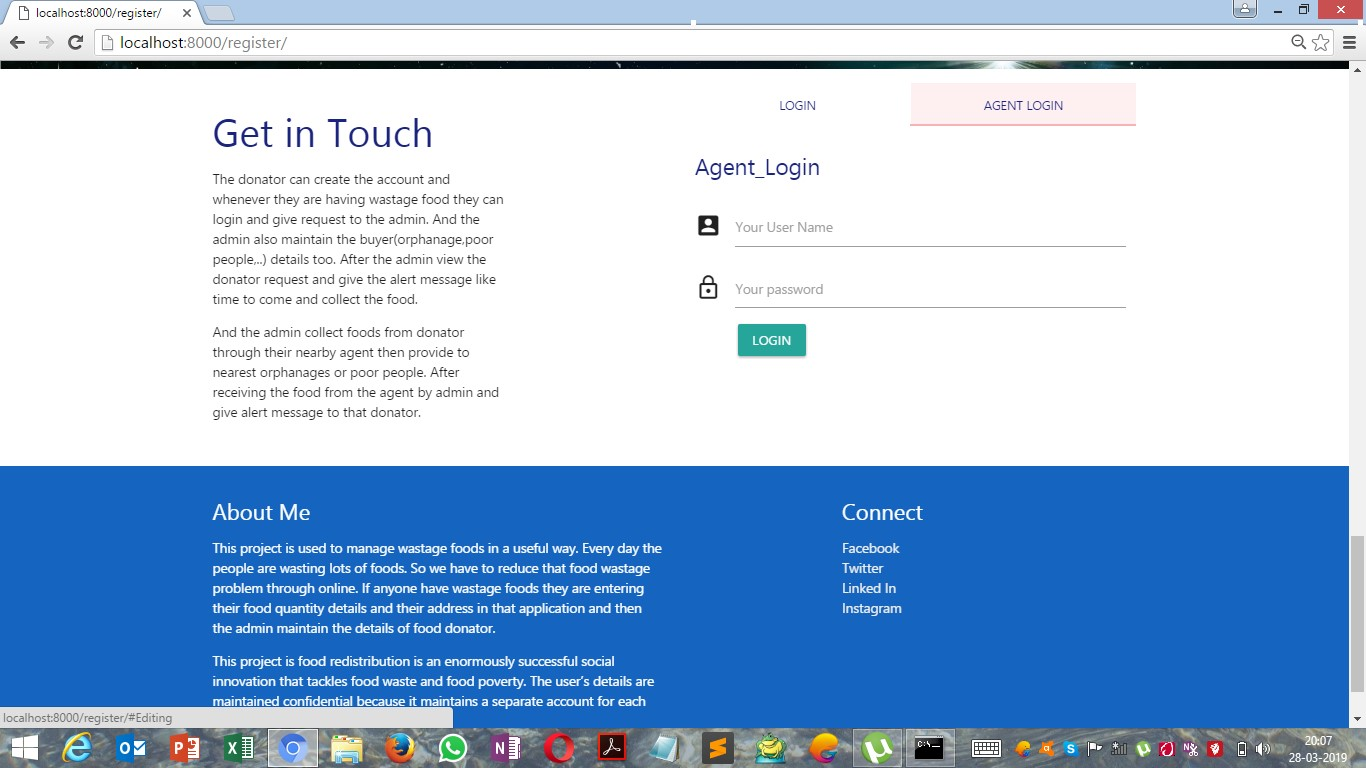 localhost:8000/register/
localhost:8000/register/
LOGIN
AGENT LOGIN
Get in Touch
The donator can create the account and
whenever they are having wastage food they can
login and give request to the admin. And the
admin also maintain the buyer(orphanage,poor
people,..) details too. After the admin view the
donator request and give the alert message like
time to come and collect the food.
And the admin collect foods from donator
through their nearby agent then provide to
nearest orphanages or poor people. After
receiving the food from the agent by admin and
give alert message to that donator.
Agent_Login
Your User Name
Your password
LOGIN
About Me
This project is used to manage wastage foods in a useful way. Every day the
people are wasting lots of foods. So we have to reduce that food wastage
problem through online. If anyone have wastage foods they are entering
their food quantity details and their address in that application and then
the admin maintain the details of food donator.
This project is food redistribution is an enormously successful social
innovation that tackles food waste and food poverty. The user's details are
maintained confidential because it maintains a separate account for each
Connect
Facebook
Twitter
Linked In
Instagram
localhost:8000/register/#Editing
20:07
28-03-2019